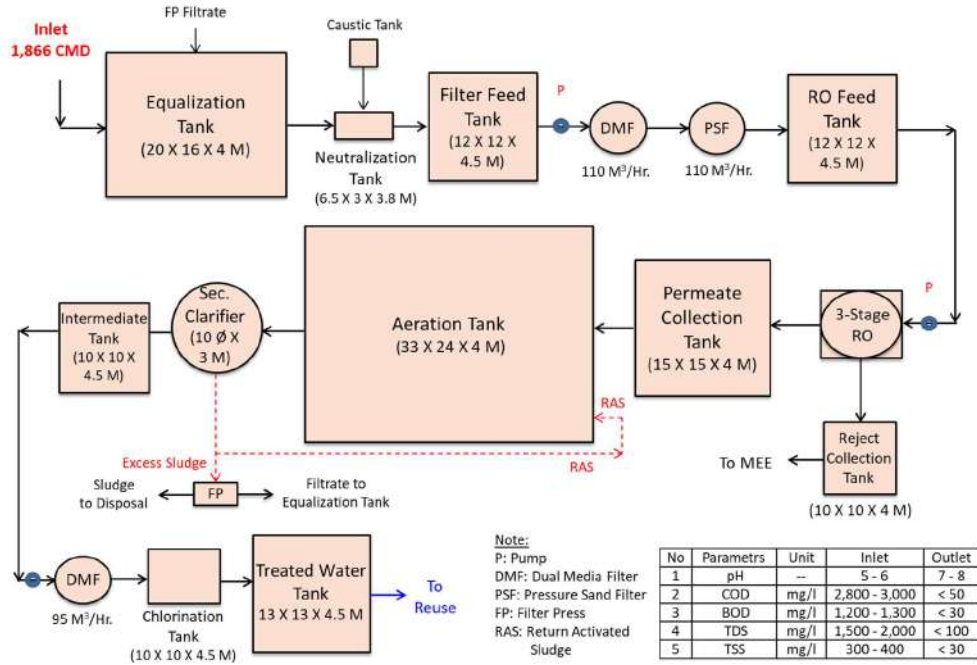 FP Filtrate
Inlet
1,866 CMD
Caustic Tank
Equalization
Tank
(20 X 16 X 4 M)
Neutralization
Tank
(6.5 X 3 X 3.8 M)
Filter Feed
Tank
(12 X 12 X
4.5 M)
P
DMF
110 M³/Hr.
PSF
110 M³/Hr.
RO Feed
Tank
(12 X 12 X
4.5 M)
P
3-Stage
RO
Permeate
Collection
Tank
(15 X 15 X 4 M)
Aeration Tank
(33 X 24 X 4 M)
Sec.
Clarifier
(10 Ø X
3 M)
Intermediate
Tank
(10 X 10 X
4.5 M)
RAS
RAS
Excess Sludge
FP
Sludge
to Disposal
Filtrate to
Equalization Tank
To MEE
Reject
Collection
Tank
(10 X 10 X 4 M)
DMF
95 M³/Hr.
Chlorination
Tank
(10 X 10 X 4.5 M)
Treated Water
Tank
13 X 13 X 4.5 M)
To
Reuse
Note:
P: Pump
DMF: Dual Media Filter
PSF: Pressure Sand Filter
FP: Filter Press
RAS: Return Activated
Sludge
No Parametrs Unit Inlet Outlet
1 pH -- 5 - 6 7 - 8
2 COD mg/l 2,800 - 3,000 < 50
3 BOD mg/l 1,200 - 1,300 < 30
4 TDS mg/l 1,500 - 2,000 < 100
5 TSS mg/l 300 - 400 < 30